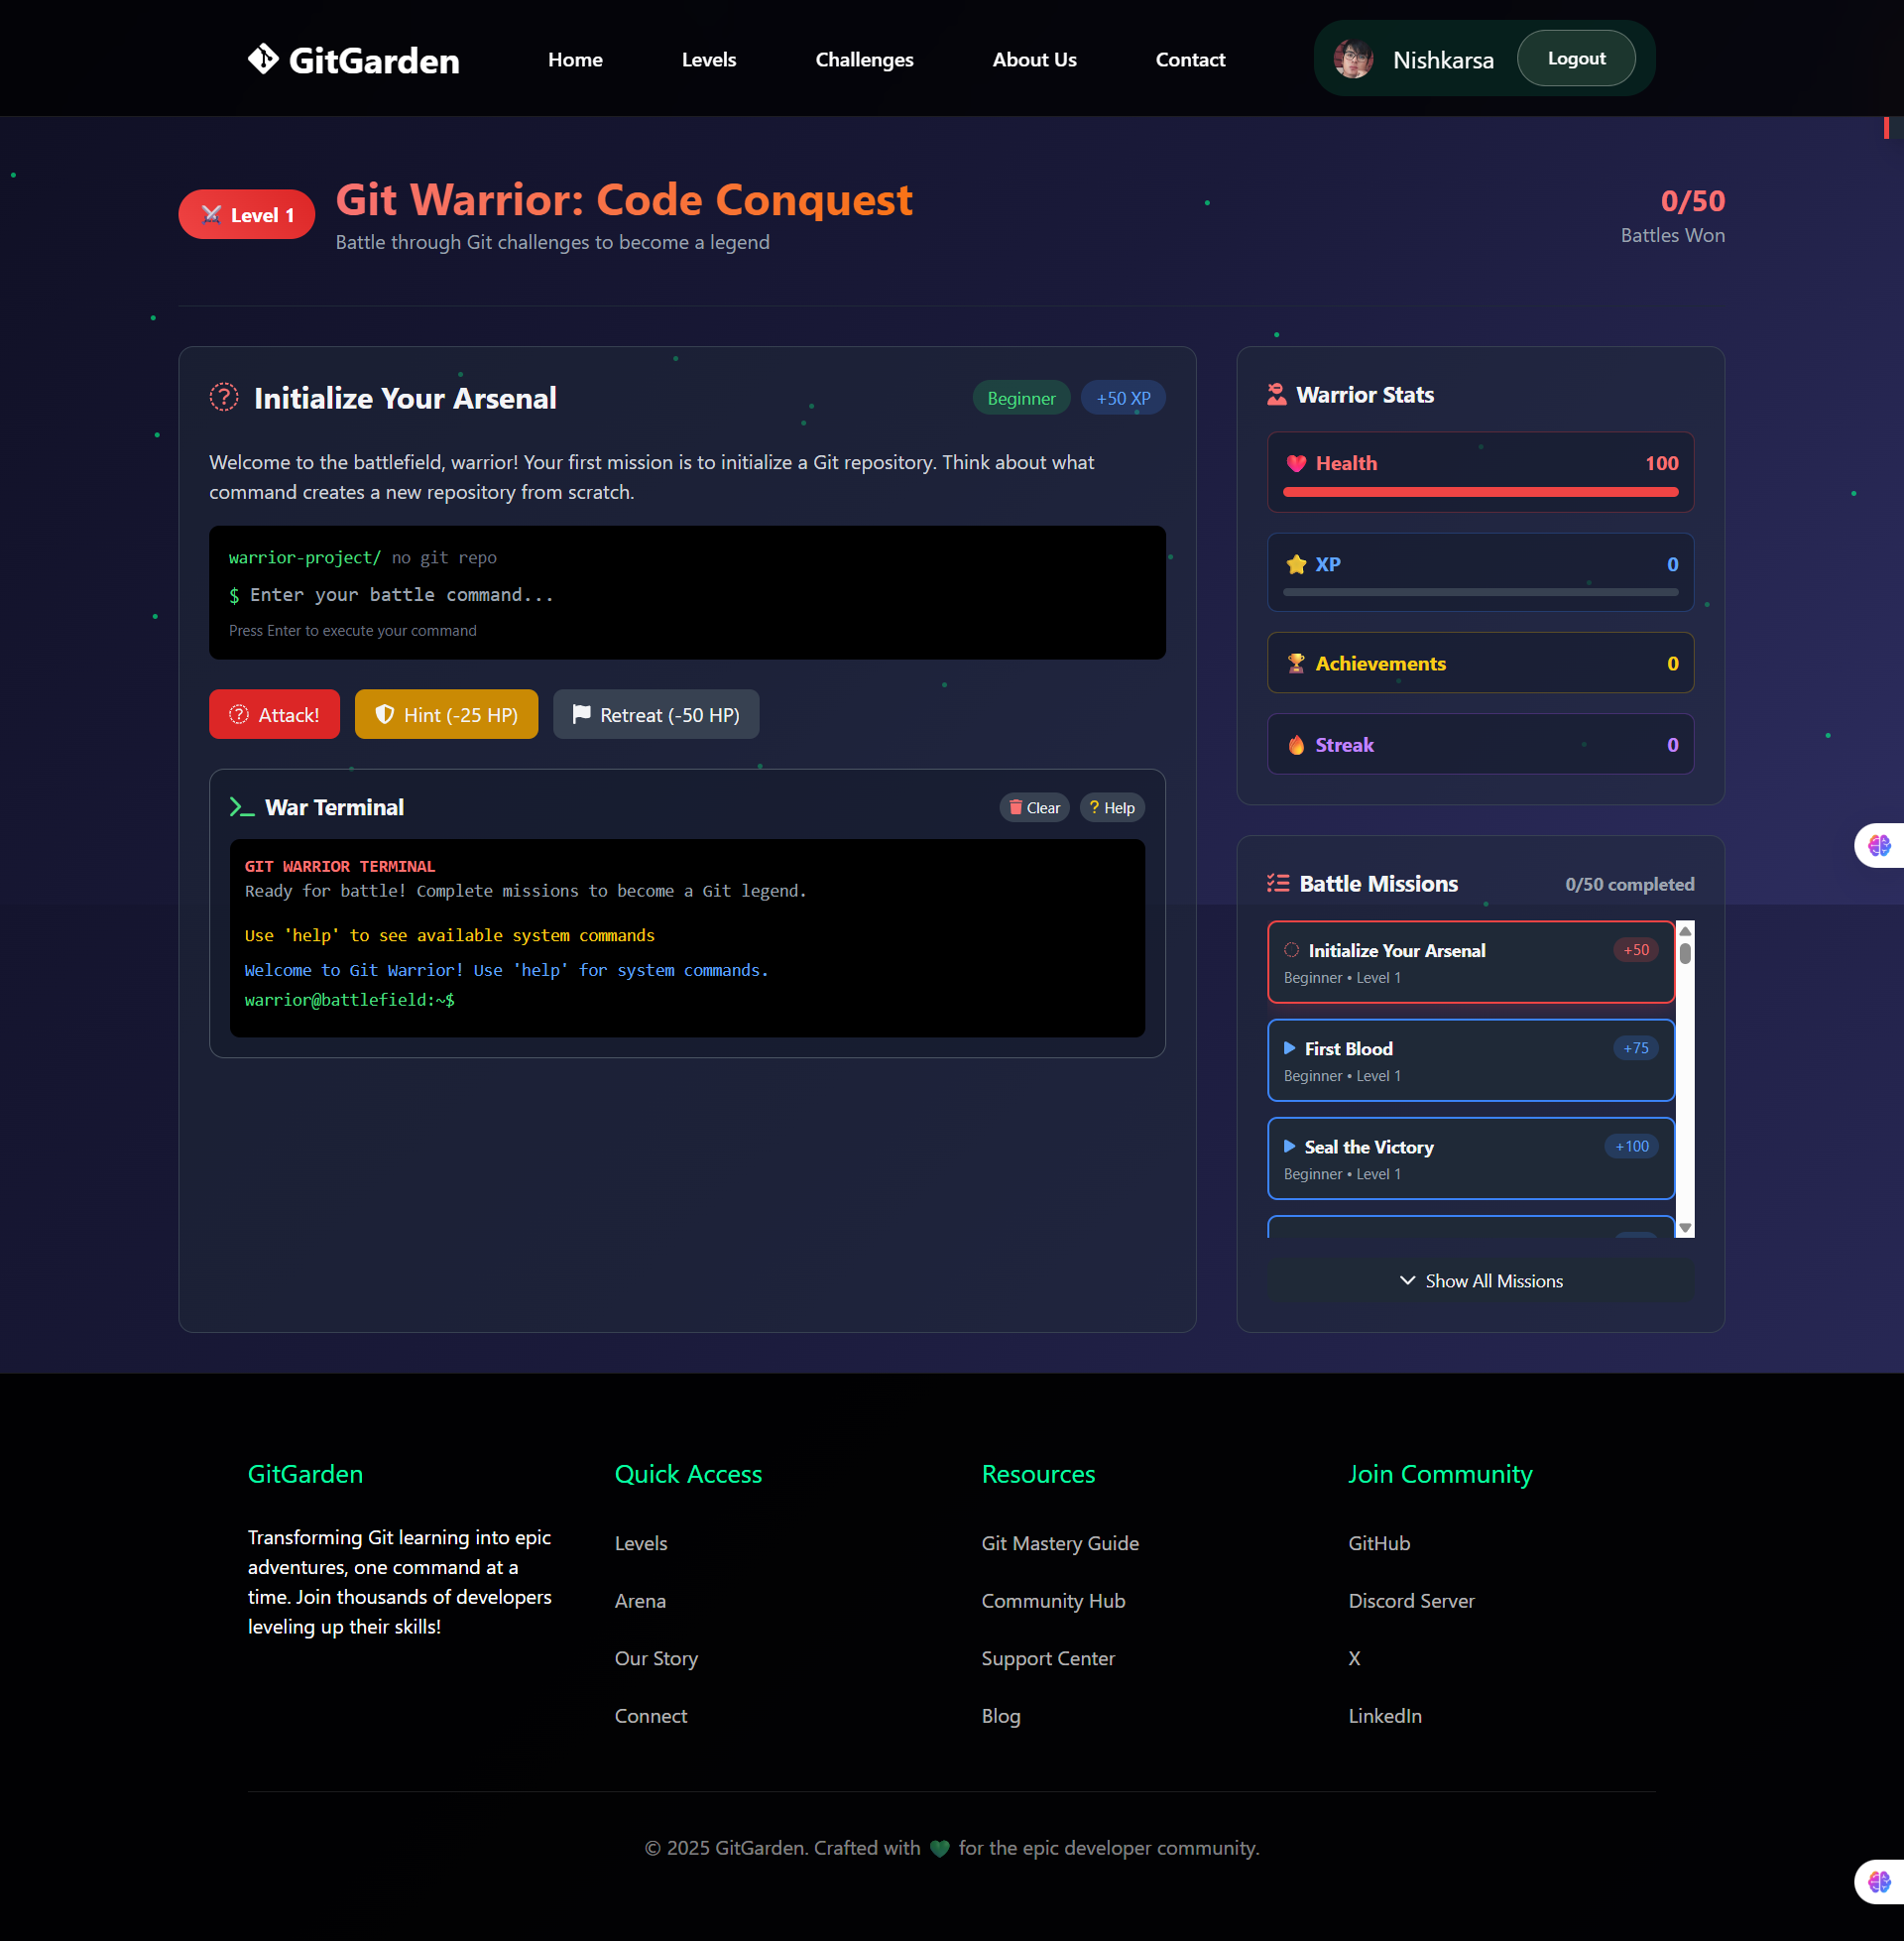 GitGarden
Home
Levels
Challenges
About Us
Contact
Nishkarsa
Logout
Level 1
Git Warrior: Code Conquest
Battle through Git challenges to become a legend
0/50
Battles Won
Initialize Your Arsenal
Beginner
+50 XP
Welcome to the battlefield, warrior! Your first mission is to initialize a Git repository. Think about what
command creates a new repository from scratch.
warrior-project/ no git repo
$ Enter your battle command...
Press Enter to execute your command
Attack!
Hint (-25 HP)
Retreat (-50 HP)
War Terminal
Clear
? Help
GIT WARRIOR TERMINAL
Ready for battle! Complete missions to become a Git legend.
Use 'help' to see available system commands
Welcome to Git Warrior! Use 'help' for system commands.
warrior@battlefield:~$
Warrior Stats
Health
100
XP
0
Achievements
0
Streak
0
Battle Missions
0/50 completed
Initialize Your Arsenal
+50
Beginner • Level 1
First Blood
+75
Beginner • Level 1
Seal the Victory
+100
Beginner • Level 1
Show All Missions
GitGarden
Transforming Git learning into epic
adventures, one command at a
time. Join thousands of developers
leveling up their skills!
Quick Access
Levels
Arena
Our Story
Connect
Resources
Git Mastery Guide
Community Hub
Support Center
Blog
Join Community
GitHub
Discord Server
X
LinkedIn
© 2025 GitGarden. Crafted with 💚 for the epic developer community.